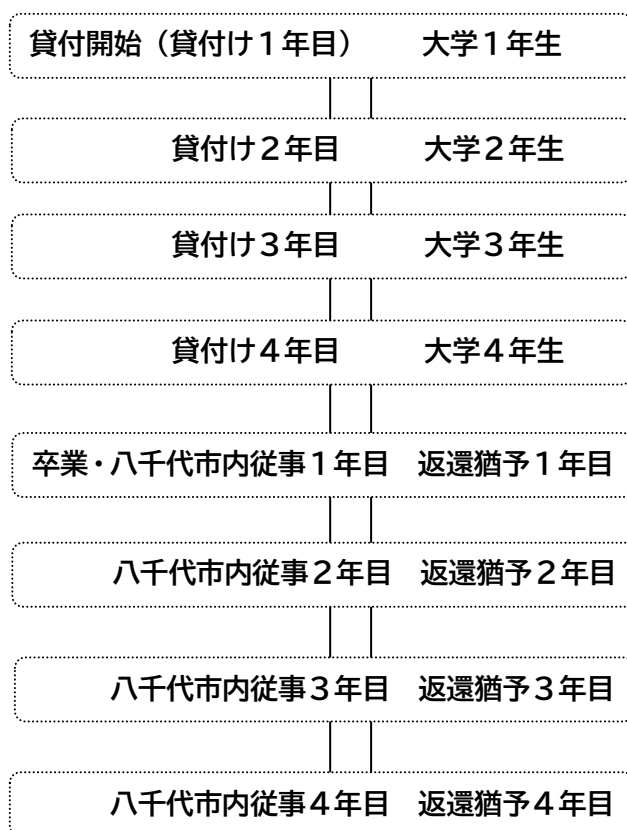 貸付開始（貸付け１年目）　　大学１年生
貸付け２年目　　大学２年生
貸付け３年目　　大学３年生
貸付け４年目　　大学４年生
卒業・八千代市内従事１年目　返還猶予１年目
八千代市内従事２年目　返還猶予２年目
八千代市内従事３年目　返還猶予３年目
八千代市内従事４年目　返還猶予４年目